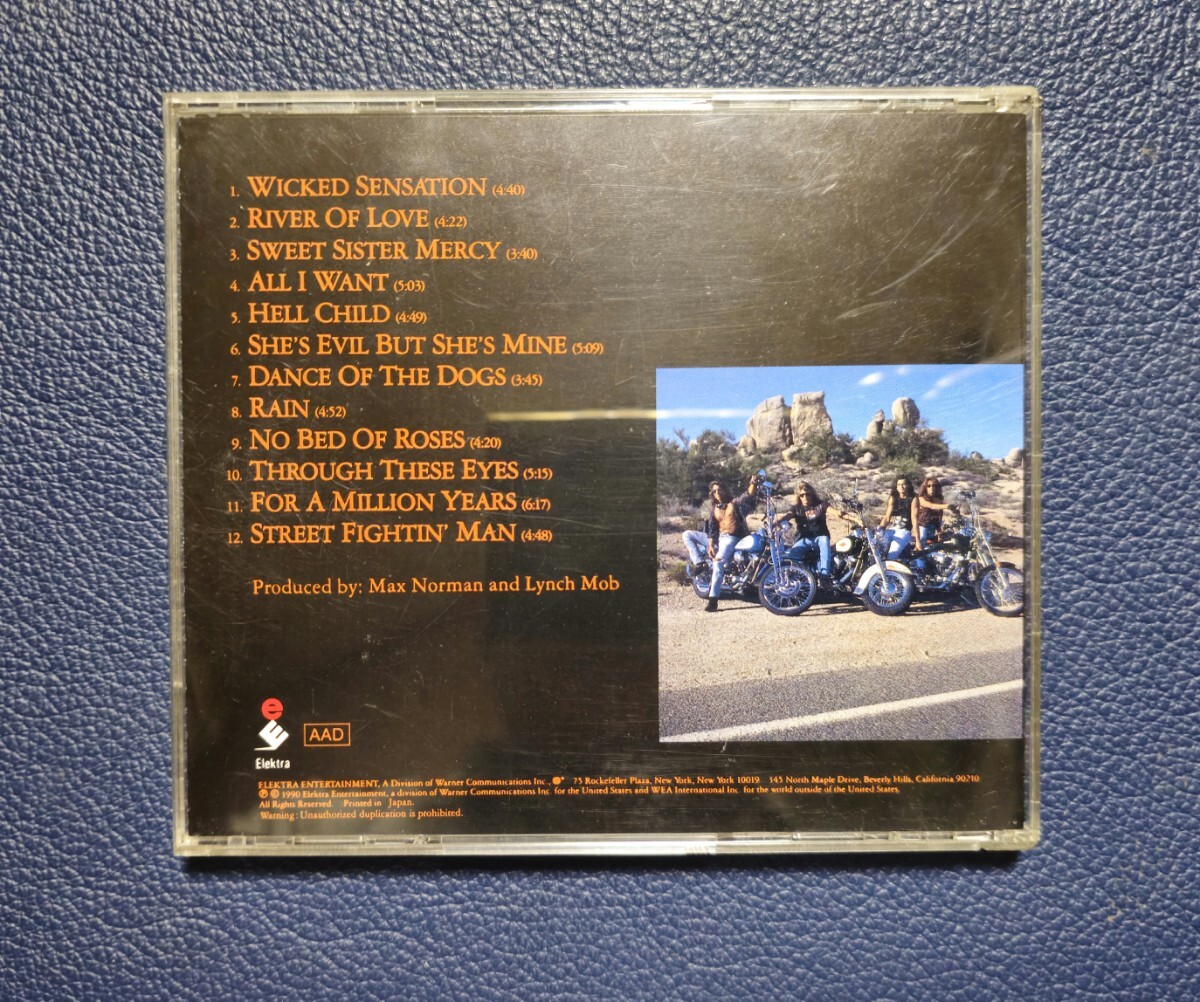 1. WICKED SENSATION (4:40)
2. RIVER OF LOVE (4:22)
3. SWEET SISTER MERCY (3:40)
4. ALL I WANT (5:03)
5. HELL CHILD (4:49)
6. SHE'S EVIL BUT SHE'S MINE (5:09)
7. DANCE OF THE DOGS (3:45)
8. RAIN (4:52)
9. NO BED OF ROSES (4:20)
10. THROUGH THESE EYES (5:15)
11. FOR A MILLION YEARS (6:17)
12. STREET FIGHTIN' MAN (4:48)
Produced by: Max Norman and Lynch Mob
e
E
AAD
Elektra
ELEKTRA ENTERTAINMENT, A Division of Warner Communications Inc., 75 Rockefeller Plaza, New York, New York 10019 345 North Maple Drive, Beverly Hills, California 90210
℗ © 1990 Elektra Entertainment, a division of Warner Communications Inc. for the United States and WEA International Inc. for the world outside of the United States.
All Rights Reserved. Printed in Japan.
Warning: Unauthorized duplication is prohibited.